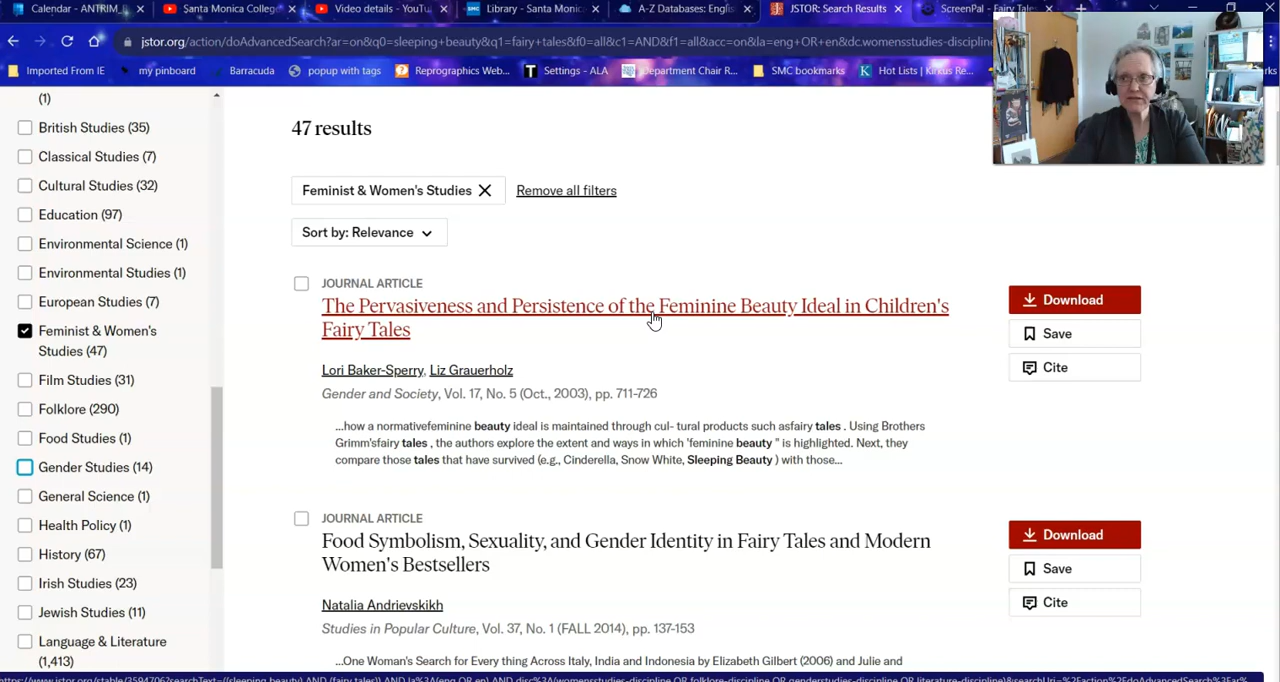 Calendar - ANTRIM_ Santa Monica College Video details - YouTu Library - Santa Monic A-Z Databases: Englis JSTOR: Search Results ScreenPal - Fairy Tales
jstor.org/action/doAdvancedSearch?ar=on&q0=sleeping+beauty&q1=fairy+tales&f0=all&c1=AND&f1=all&acc=on&la=eng+OR+en&dc.womensstudies-discipline
Imported From IE my pinboard Barracuda popup with tags Reprographics Web... Settings - ALA Department Chair R... SMC bookmarks Hot Lists | Kirkus Re...
(1)
British Studies (35)
Classical Studies (7)
Cultural Studies (32)
Education (97)
Environmental Science (1)
Environmental Studies (1)
European Studies (7)
Feminist & Women's
Studies (47)
Film Studies (31)
Folklore (290)
Food Studies (1)
Gender Studies (14)
General Science (1)
Health Policy (1)
History (67)
Irish Studies (23)
Jewish Studies (11)
Language & Literature
(1,413)
47 results
Feminist & Women's Studies Remove all filters
Sort by: Relevance
JOURNAL ARTICLE
The Pervasiveness and Persistence of the Feminine Beauty Ideal in Children's
Fairy Tales
Lori Baker-Sperry, Liz Grauerholz
Gender and Society, Vol. 17, No. 5 (Oct., 2003), pp. 711-726
...how a normativefeminine beauty ideal is maintained through cul- tural products such asfairy tales . Using Brothers
Grimm'sfairy tales , the authors explore the extent and ways in which 'feminine beauty " is highlighted. Next, they
compare those tales that have survived (e.g., Cinderella, Snow White, Sleeping Beauty ) with those...
Download
Save
Cite
JOURNAL ARTICLE
Food Symbolism, Sexuality, and Gender Identity in Fairy Tales and Modern
Women's Bestsellers
Natalia Andrievskikh
Studies in Popular Culture, Vol. 37, No. 1 (FALL 2014), pp. 137-153
...One Woman's Search for Every thing Across Italy, India and Indonesia by Elizabeth Gilbert (2006) and Julie and
Download
Save
Cite